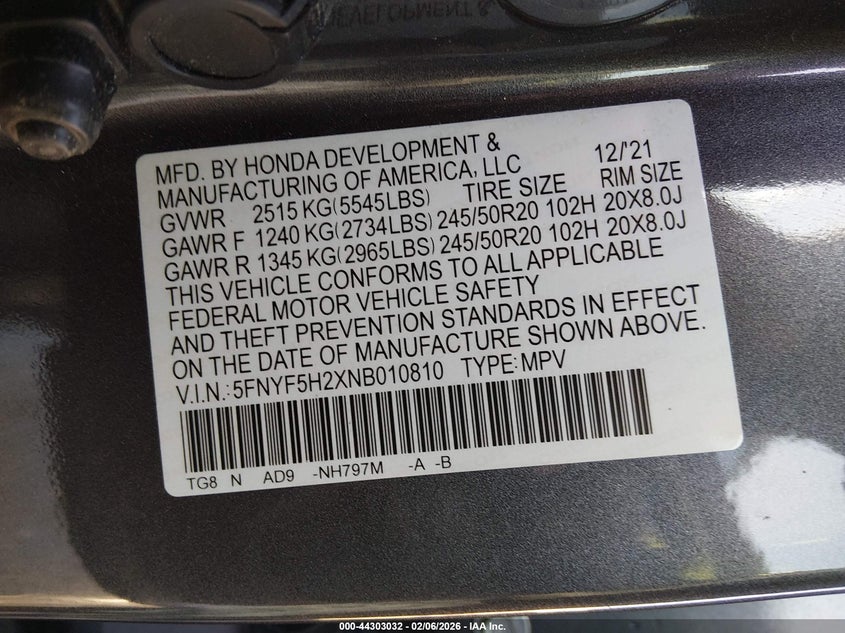 MFD. BY HONDA DEVELOPMENT &
MANUFACTURING OF AMERICA, LLC 12/'21
GVWR 2515 KG(5545LBS) TIRE SIZE RIM SIZE
GAWR F 1240 KG(2734LBS) 245/50R20 102H 20X8.0J
GAWR R 1345 KG(2965LBS) 245/50R20 102H 20X8.0J
THIS VEHICLE CONFORMS TO ALL APPLICABLE
FEDERAL MOTOR VEHICLE SAFETY
AND THEFT PREVENTION STANDARDS IN EFFECT
ON THE DATE OF MANUFACTURE SHOWN ABOVE.
V.I.N.:5FNYF5H2XNB010810 TYPE:MPV
TG8 N AD9 -NH797M -A -B
000-44303032 - 02/06/2026 - IAA Inc.